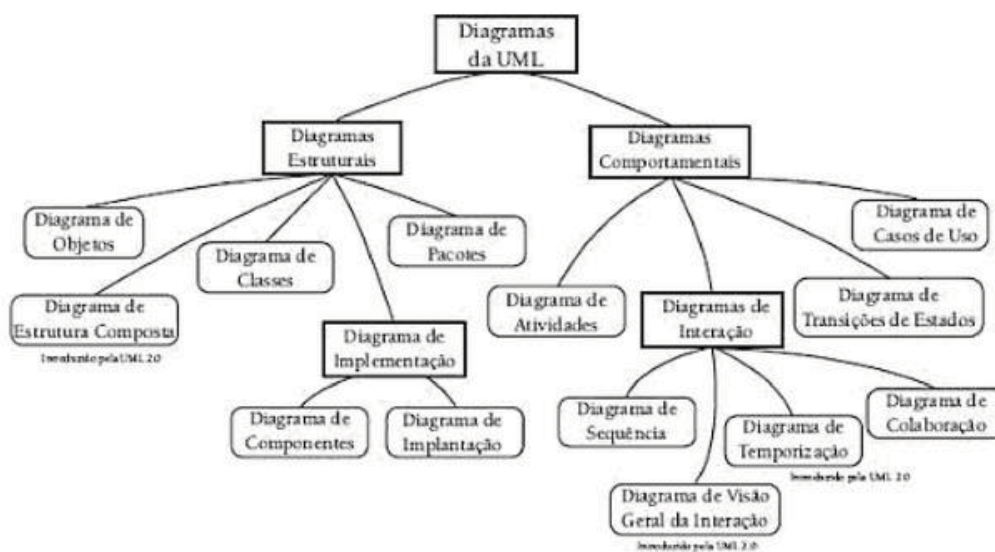 Diagramas
da UML
Diagramas
Estruturais
Diagramas
Comportamentais
Diagrama de
Objetos
Diagrama de
Classes
Diagrama de
Pacotes
Diagrama de
Casos de Uso
Diagrama de
Estrutura Composta
Introduzido pela UML 2.0
Diagrama de
Implementação
Diagrama de
Atividades
Diagramas de
Interação
Diagrama de
Transições de Estados
Diagrama de
Componentes
Diagrama de
Implantação
Diagrama de
Sequência
Diagrama de
Temporização
Introduzido pela UML 2.0
Diagrama de
Colaboração
Diagrama de Visão
Geral da Interação
Introduzido pela UML 2.0